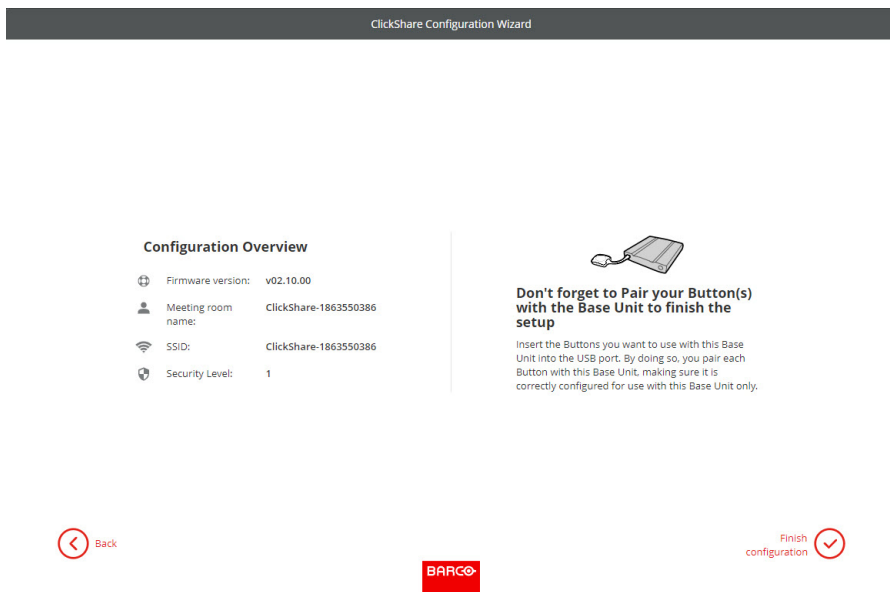 ClickShare Configuration Wizard
Configuration Overview
Firmware version: v02.10.00
Meeting room
name:
ClickShare-1863550386
SSID: ClickShare-1863550386
Security Level: 1
Don't forget to Pair your Button(s)
with the Base Unit to finish the
setup
Insert the Buttons you want to use with this Base
Unit into the USB port. By doing so, you pair each
Button with this Base Unit, making sure it is
correctly configured for use with this Base Unit only.
Back
Finish
configuration
BARCO